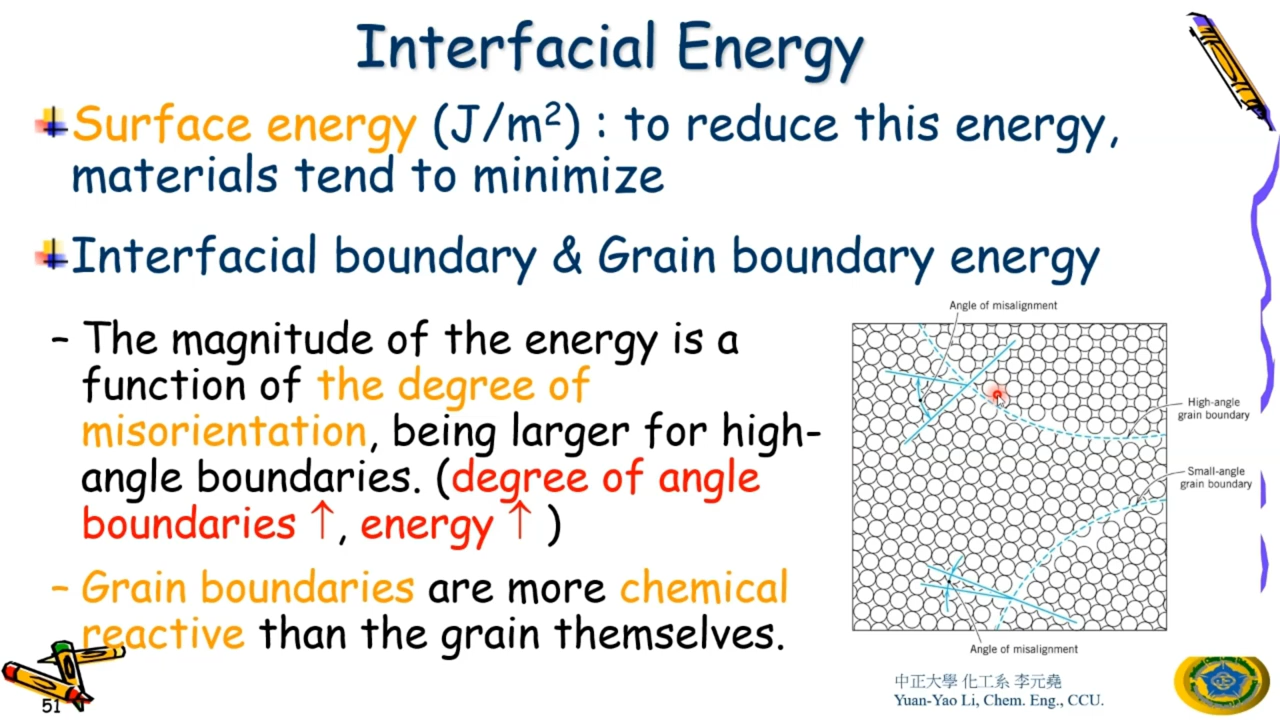 Interfacial Energy
Surface energy (J/m²) : to reduce this energy,
materials tend to minimize
Interfacial boundary & Grain boundary energy
– The magnitude of the energy is a
function of the degree of
misorientation, being larger for high-
angle boundaries. (degree of angle
boundaries ↑, energy ↑ )
– Grain boundaries are more chemical
reactive than the grain themselves.
Angle of misalignment
High-angle
grain boundary
Small-angle
grain boundary
Angle of misalignment
中正大學 化工系 李元堯
Yuan-Yao Li, Chem. Eng., CCU.
51